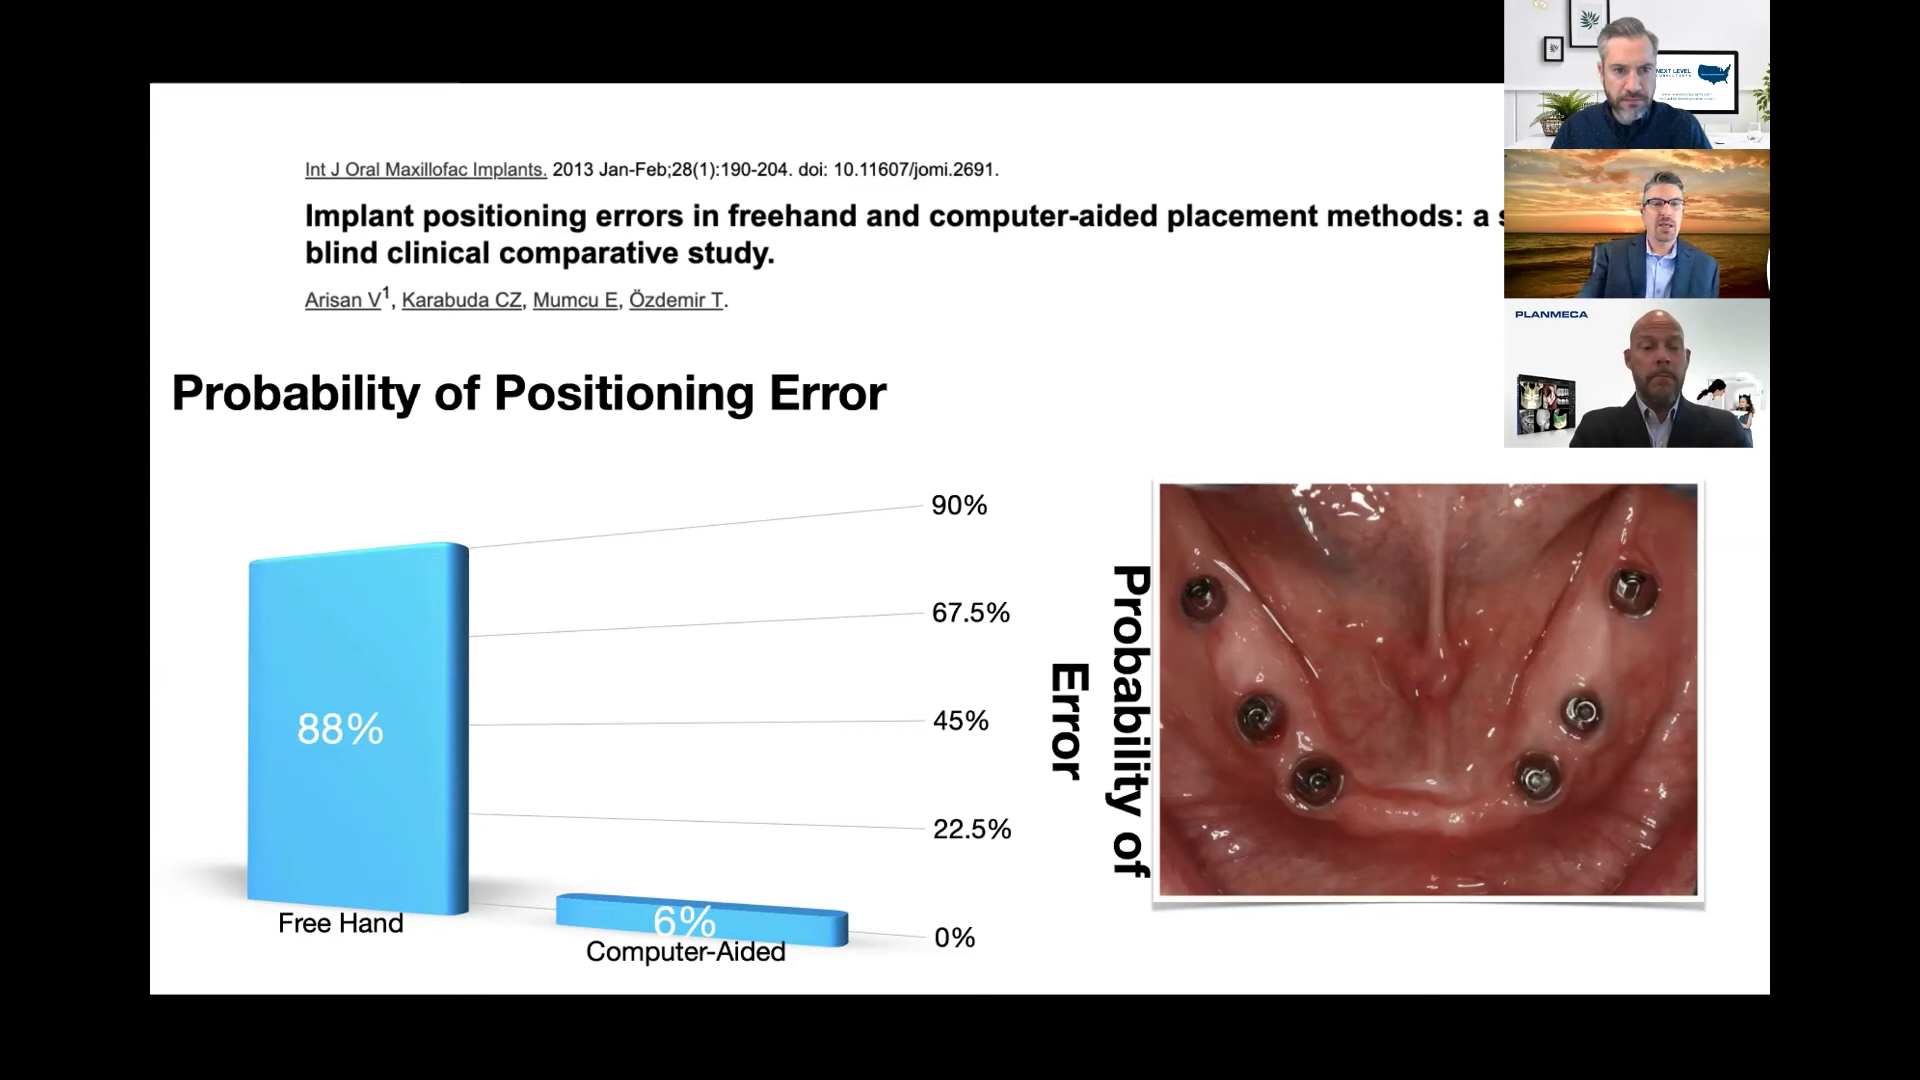 Int J Oral Maxillofac Implants. 2013 Jan-Feb;28(1):190-204. doi: 10.11607/jomi.2691.
Implant positioning errors in freehand and computer-aided placement methods: a s
blind clinical comparative study.
Arisan V1, Karabuda CZ, Mumcu E, Özdemir T.
Probability of Positioning Error
90%
67.5%
45%
22.5%
0%
88%
6%
Free Hand
Computer-Aided
Probability of
Error
NEXT LEVEL
CONSULTANTS
PLANMECA